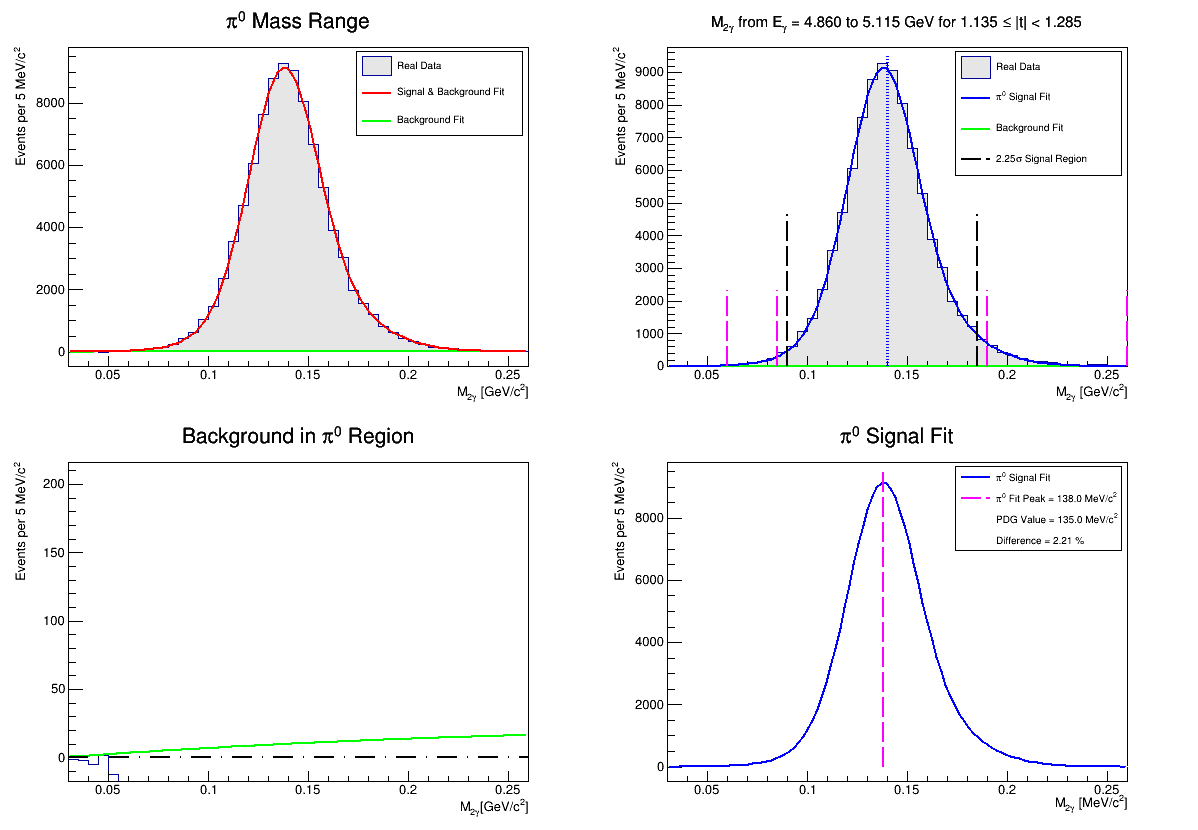 π⁰ Mass Range
Events per 5 MeV/c²
8000
6000
4000
2000
0
Real Data
Signal & Background Fit
Background Fit
0.05 0.1 0.15 0.2 0.25
M₂γ [GeV/c²]
M₂γ from Eγ = 4.860 to 5.115 GeV for 1.135 ≤ |t| < 1.285
Events per 5 MeV/c²
9000
8000
7000
6000
5000
4000
3000
2000
1000
0
Real Data
π⁰ Signal Fit
Background Fit
2.25σ Signal Region
0.05 0.1 0.15 0.2 0.25
M₂γ [GeV/c²]
Background in π⁰ Region
Events per 5 MeV/c²
200
150
100
50
0
0.05 0.1 0.15 0.2 0.25
M₂γ[GeV/c²]
π⁰ Signal Fit
Events per 5 MeV/c²
8000
6000
4000
2000
0
π⁰ Signal Fit
π⁰ Fit Peak = 138.0 MeV/c²
PDG Value = 135.0 MeV/c²
Difference = 2.21 %
0.05 0.1 0.15 0.2 0.25
M₂γ [MeV/c²]